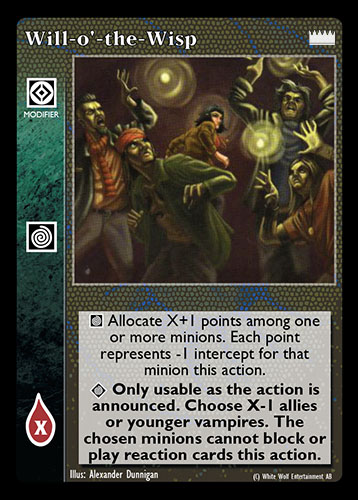 Will-o'-the-Wisp
MODIFIER
Allocate X+1 points among one
or more minions. Each point
represents -1 intercept for that
minion this action.
Only usable as the action is
announced. Choose X-1 allies
or younger vampires. The
chosen minions cannot block or
play reaction cards this action.
X
Illus: Alexander Dunnigan
(C) White Wolf Entertainment AB